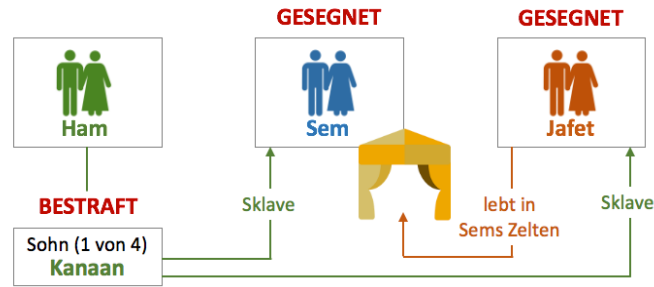 GESEGNET
GESEGNET
Ham
Sem
Jafet
BESTRAFT
Sklave
lebt in
Sems Zelten
Sklave
Sohn (1 von 4)
Kanaan